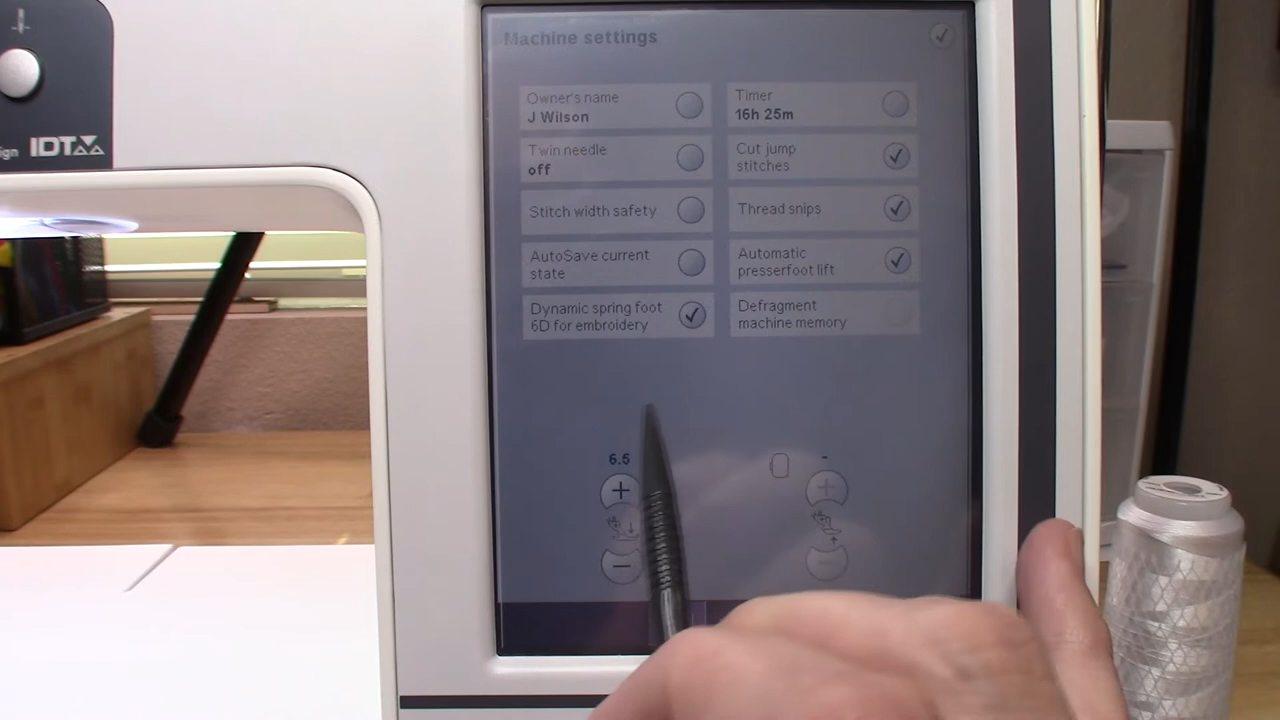 ign IDT
Machine settings
Owner's name
J Wilson
Timer
16h 25m
Twin needle
off
Cut jump
stitches
Stitch width safety
Thread snips
AutoSave current
state
Automatic
presserfoot lift
Dynamic spring foot
6D for embroidery
Defragment
machine memory
6.5
-
+
+
−
−